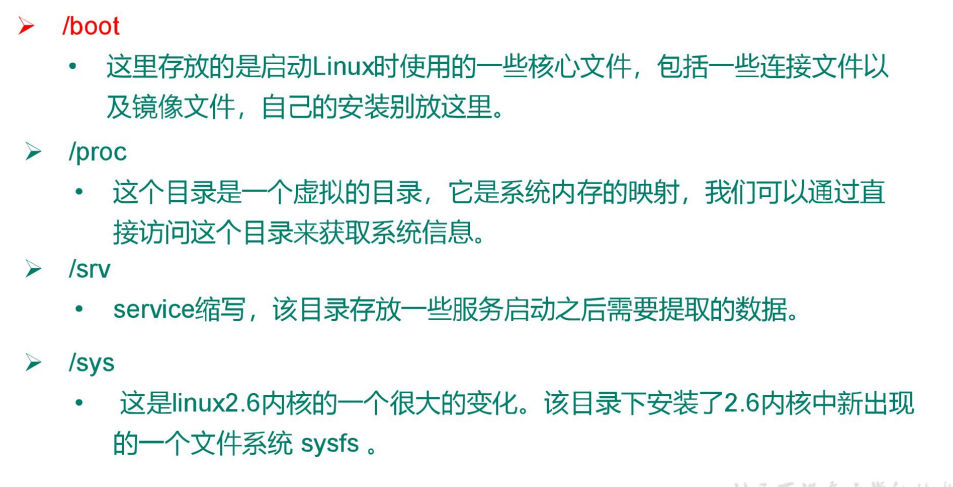 /boot
这里存放的是启动Linux时使用的一些核心文件，包括一些连接文件以
及镜像文件，自己的安装别放这里。
/proc
这个目录是一个虚拟的目录，它是系统内存的映射，我们可以通过直
接访问这个目录来获取系统信息。
/srv
service缩写，该目录存放一些服务启动之后需要提取的数据。
/sys
这是linux2.6内核的一个很大的变化。该目录下安装了2.6内核中新出现
的一个文件系统 sysfs 。